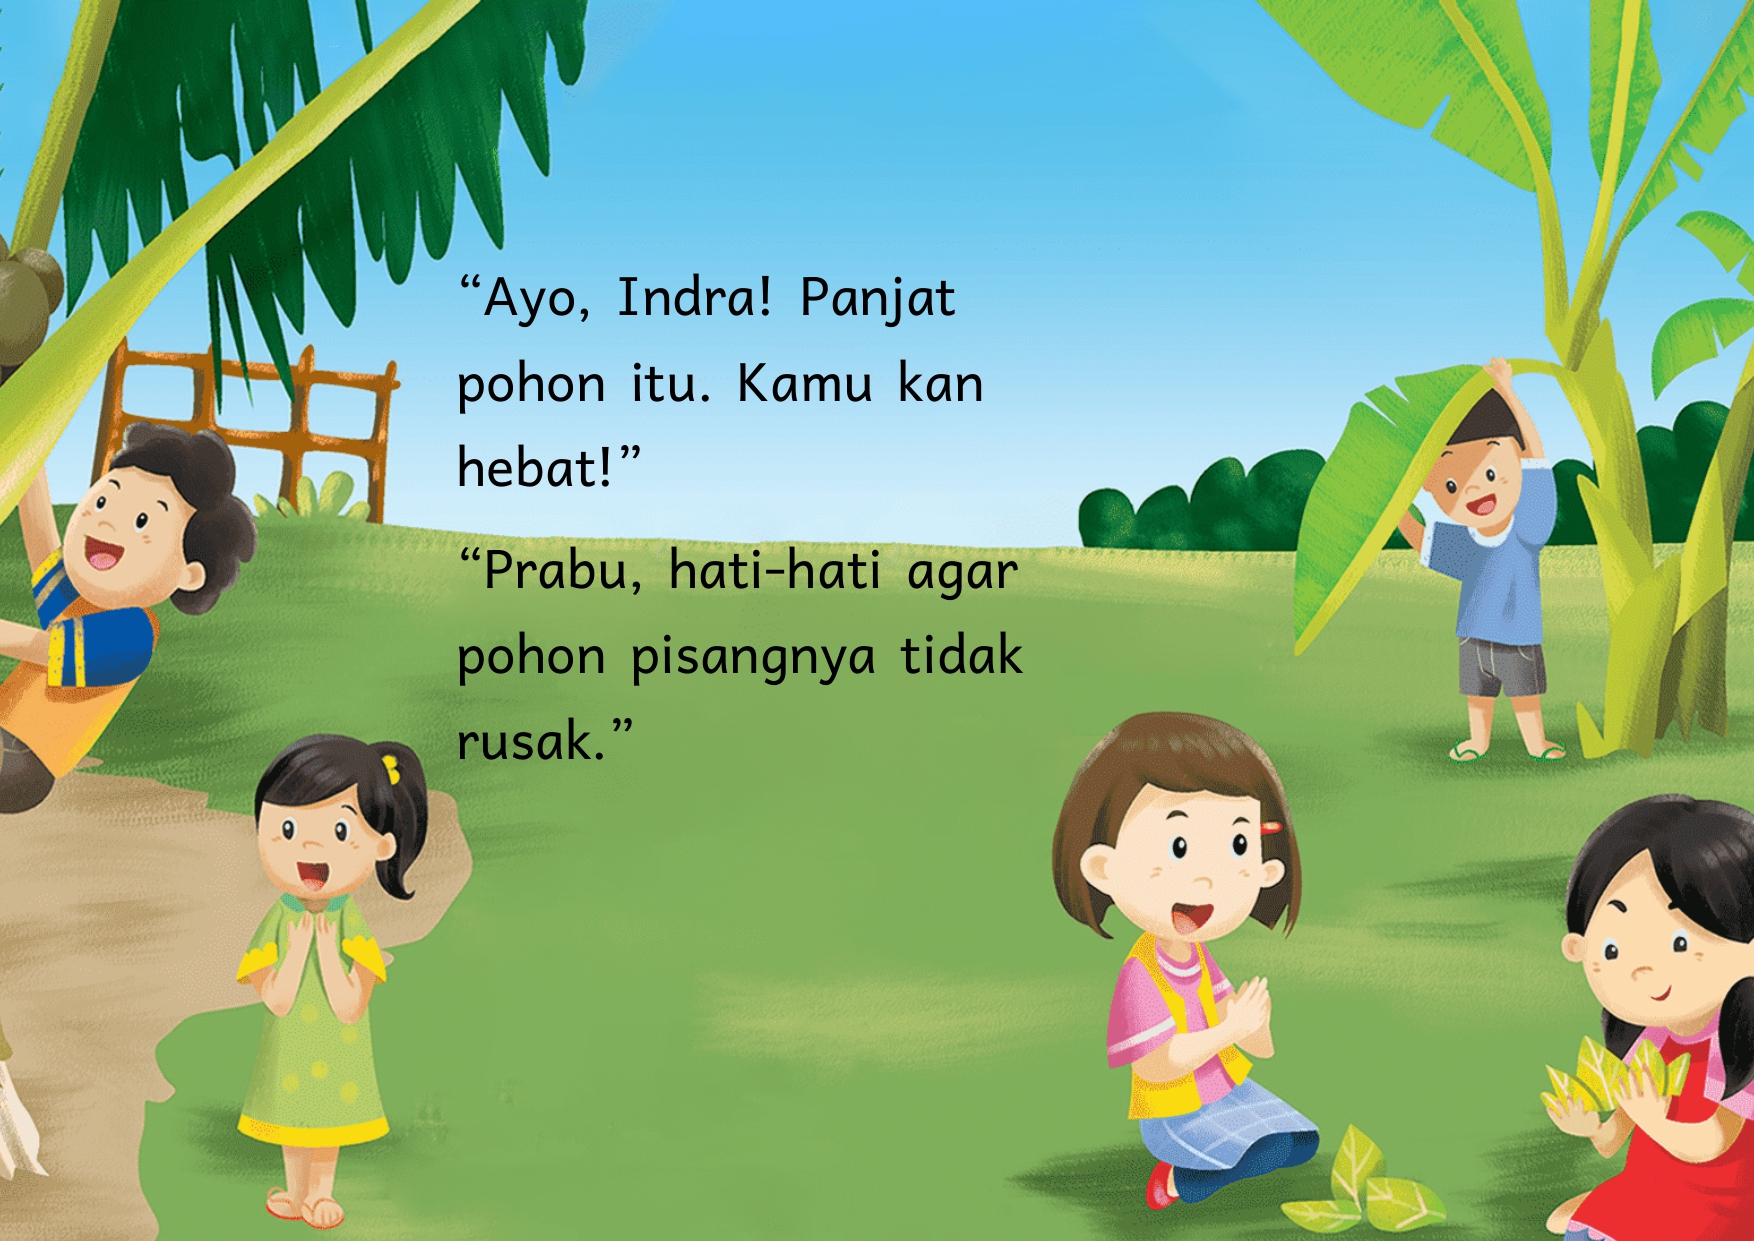 “Ayo, Indra! Panjat
pohon itu. Kamu kan
hebat!”
“Prabu, hati-hati agar
pohon pisangnya tidak
rusak.”